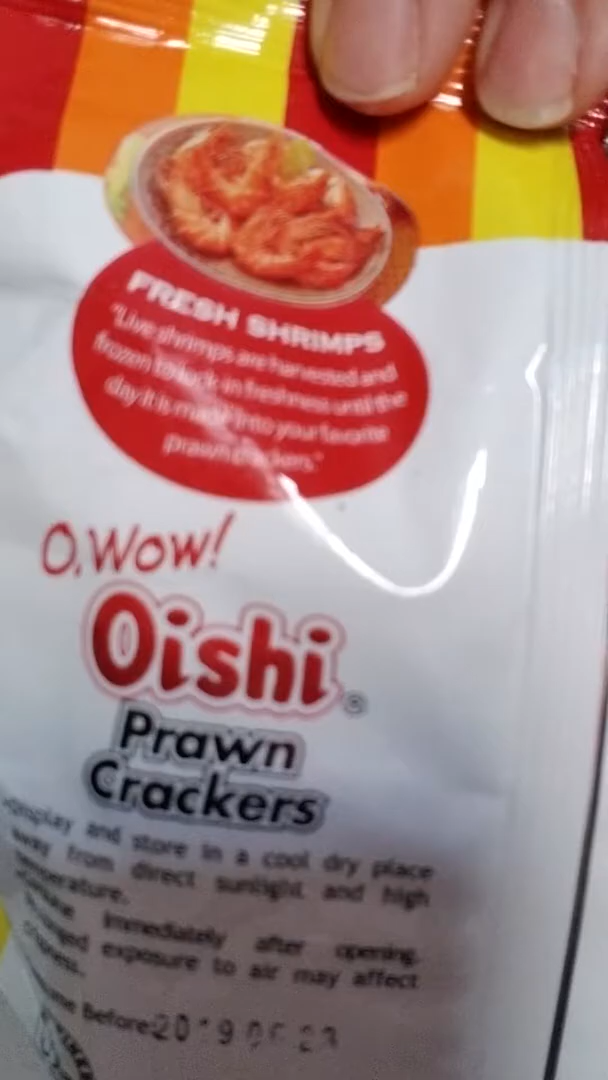 FRESH SHRIMPS
"Live shrimps are harvested and
frozen to lock in freshness until the
day it is made into your favorite
prawn crackers."
O,Wow!
Oishi®
Prawn
Crackers
Display and store in a cool dry place
away from direct sunlight and high
temperature.
immediately after opening.
exposure to air may affect
Before 2019